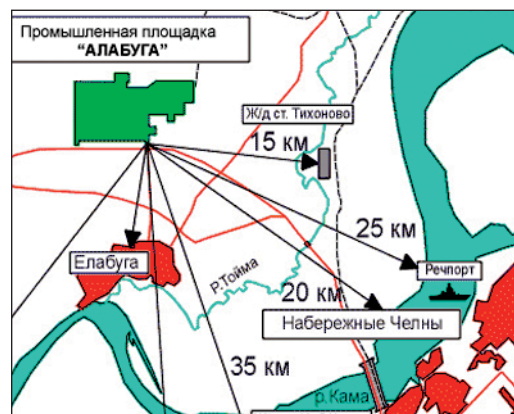 Промышленная площадка
"АЛАБУГА"
Ж/д ст. Тихоново
15 км
25 км
Елабуга
Р.Тойма
Речпорт
20 км
Набережные Челны
35 км
р.Кама